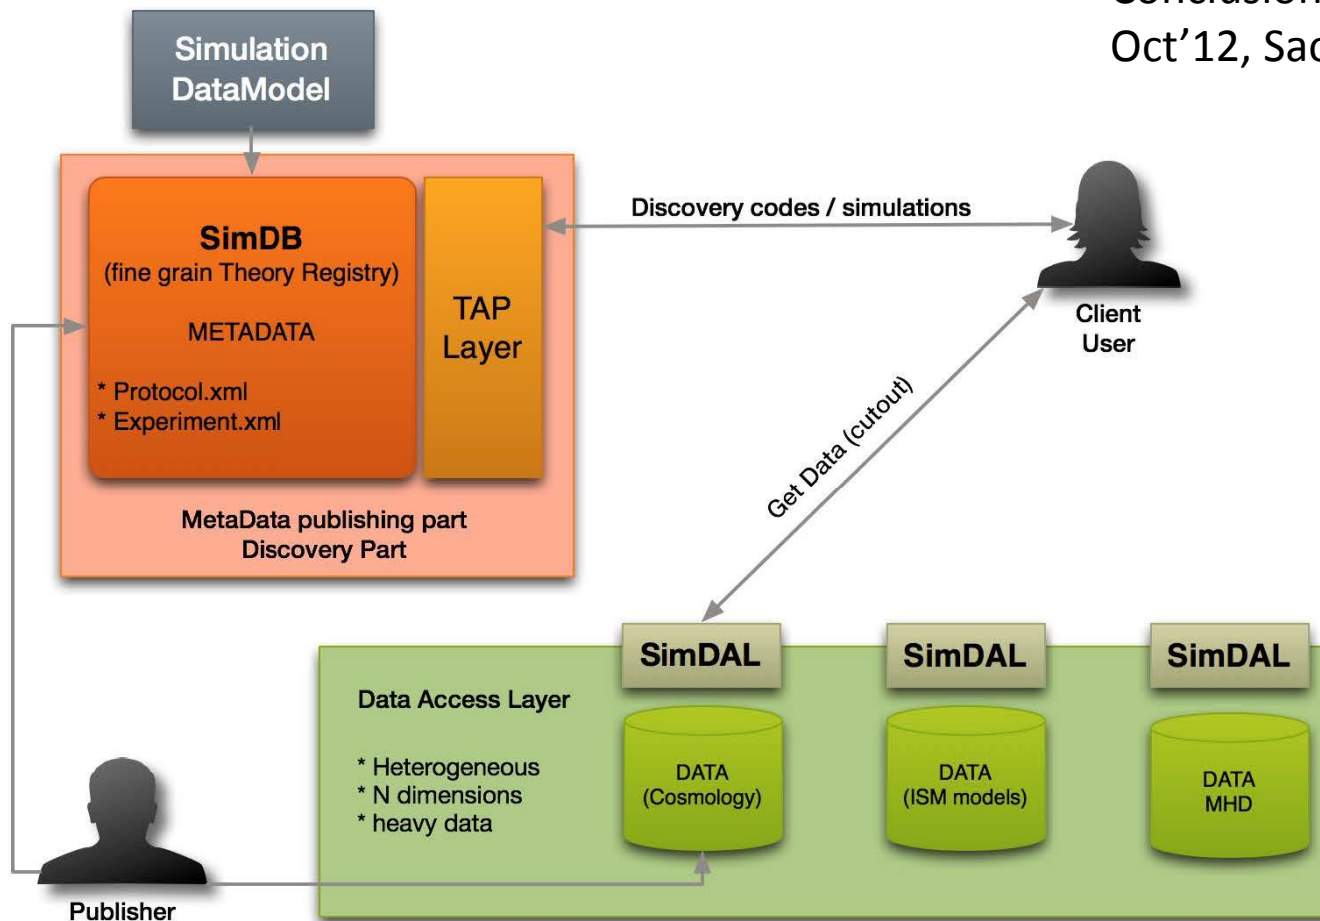 Oct'12,
Simulation
DataModel
SimDB
(fine grain Theory Registry)
METADATA
* Protocol.xml
* Experiment.xml
TAP
Layer
MetaData publishing part
Discovery Part
Discovery codes / simulations
Client
User
Get Data (cutout)
SimDAL
SimDAL
SimDAL
Data Access Layer
* Heterogeneous
* N dimensions
* heavy data
DATA
(Cosmology)
DATA
(ISM models)
DATA
MHD
Publisher